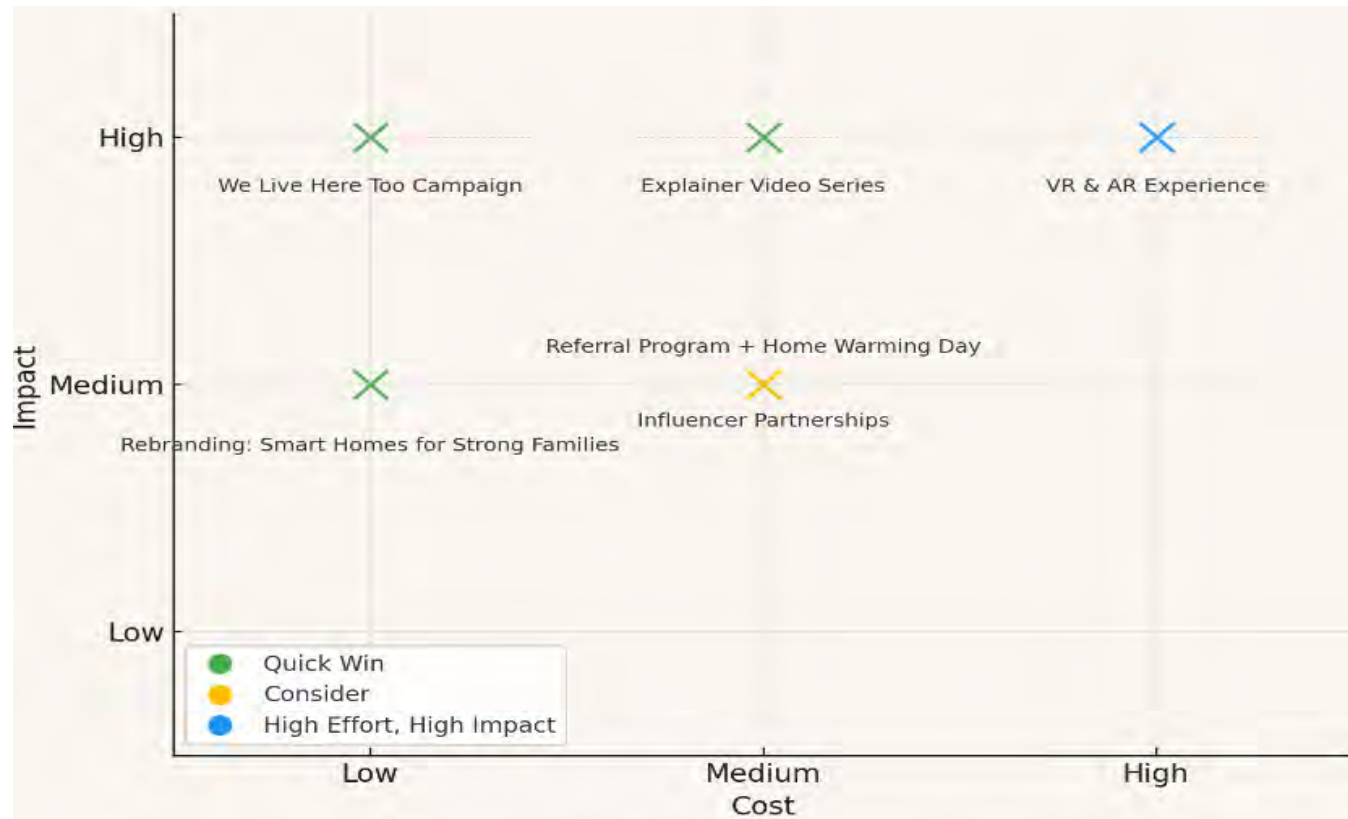 High
We Live Here Too Campaign
Explainer Video Series
VR & AR Experience
Referral Program + Home Warming Day
Impact
Medium
Influencer Partnerships
Rebranding: Smart Homes for Strong Families
Low
Quick Win
Consider
High Effort, High Impact
Low
Medium
High
Cost